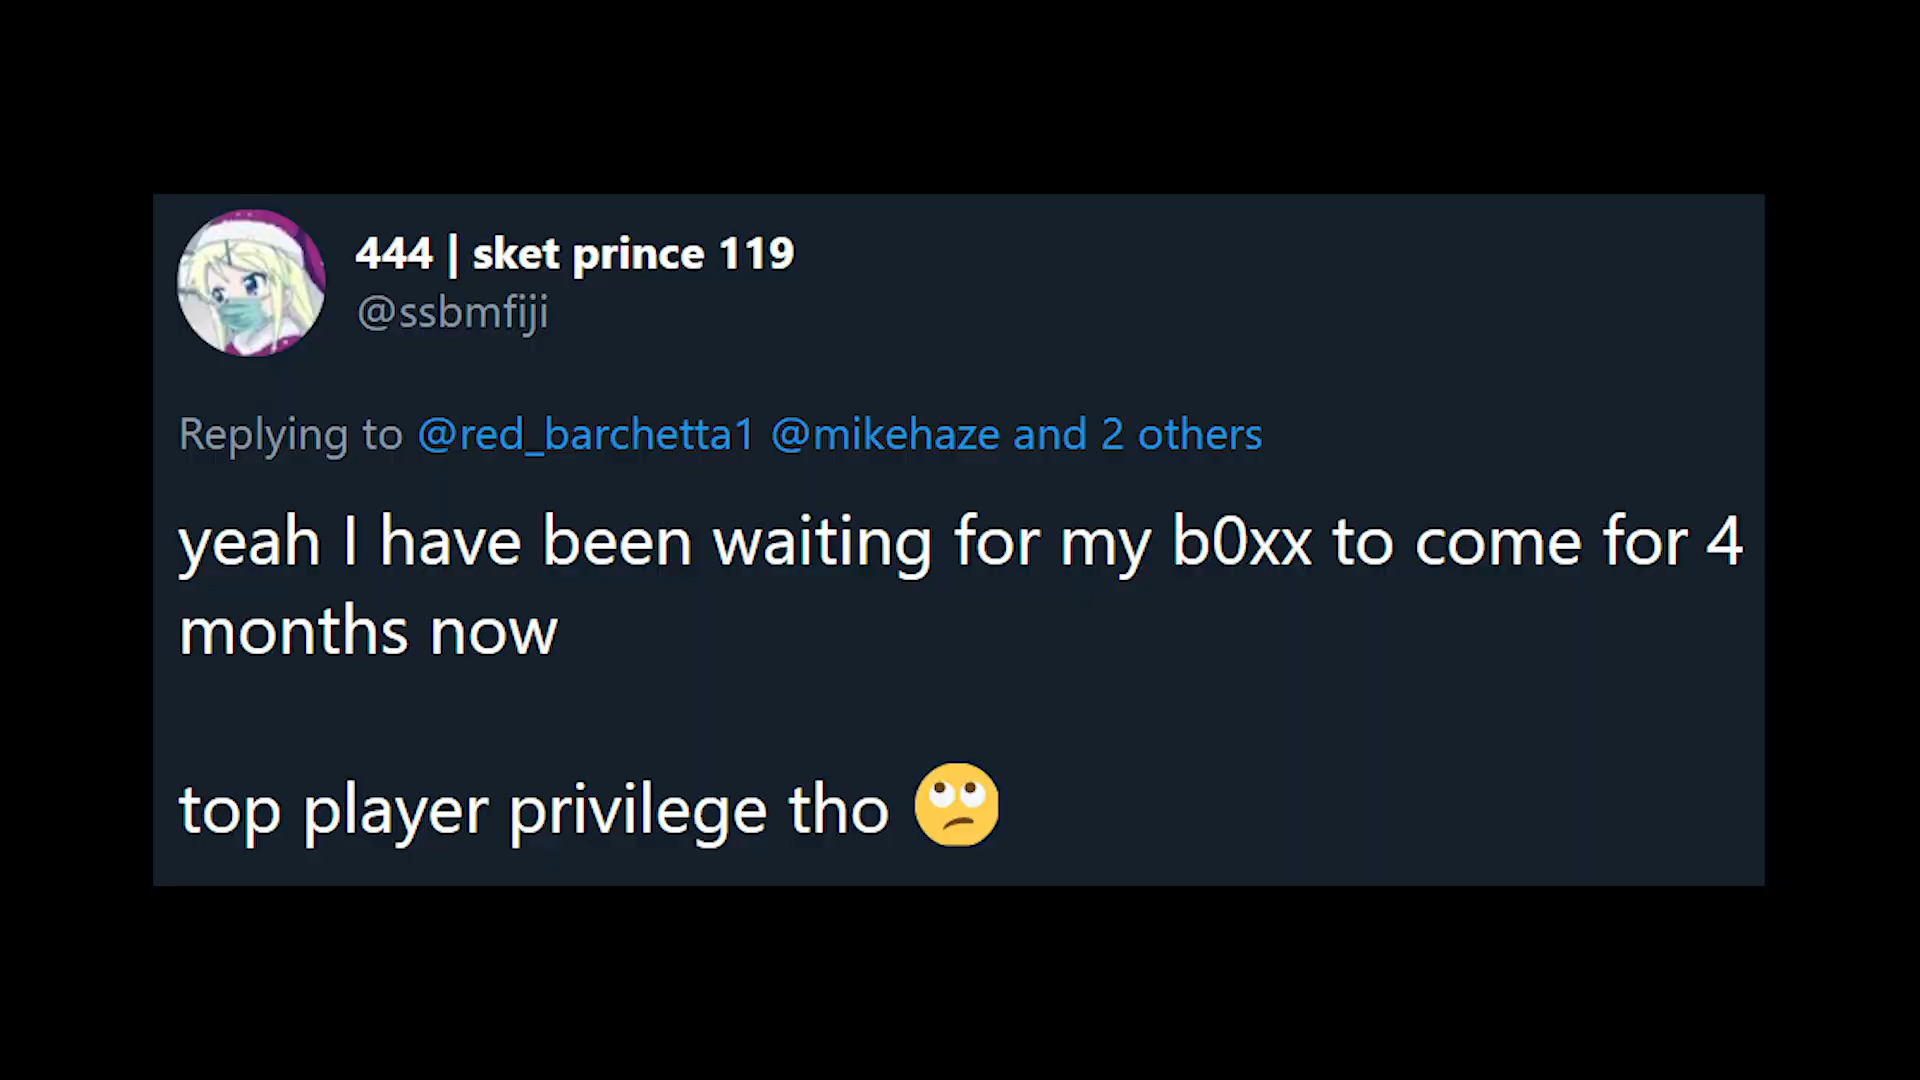 444 | sket prince 119
@ssbmfiji
Replying to @red_barchetta1 @mikehaze and 2 others
yeah I have been waiting for my b0xx to come for 4
months now
top player privilege tho 🙄